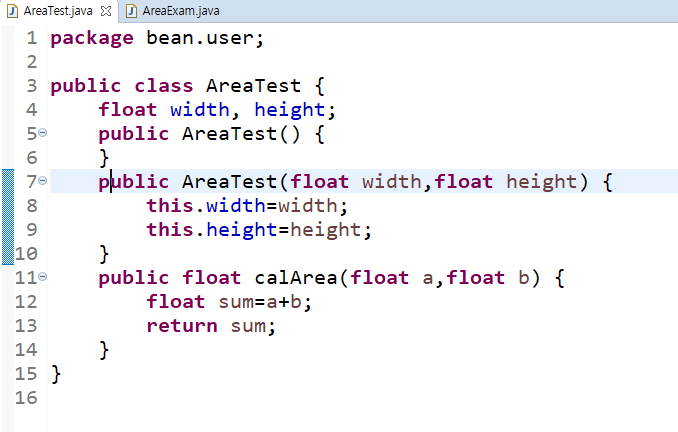 AreaTest.java AreaExam.java
1 package bean.user;
2
3 public class AreaTest {
4     float width, height;
5     public AreaTest() {
6     }
7     public AreaTest(float width,float height) {
8         this.width=width;
9         this.height=height;
10     }
11     public float calArea(float a,float b) {
12         float sum=a+b;
13         return sum;
14     }
15 }
16